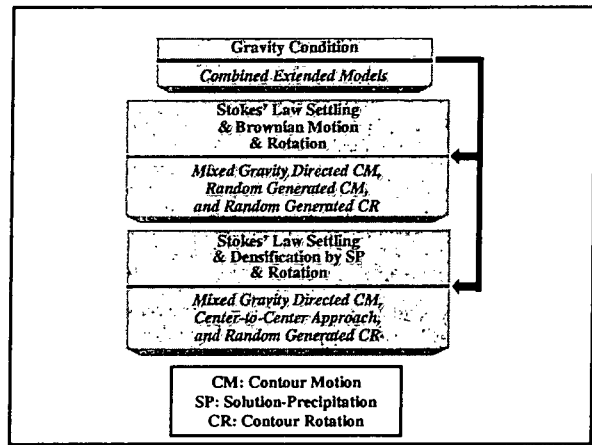 Gravity Condition
Combined Extended Models
Stokes' Law Settling
& Brownian Motion
& Rotation
Mixed Gravity Directed CM,
Random Generated CM,
and Random Generated CR
Stokes' Law Settling
& Densification by SP
& Rotation
Mixed Gravity Directed CM,
Center-to-Center Approach,
and Random Generated CR
CM: Contour Motion
SP: Solution-Precipitation
CR: Contour Rotation